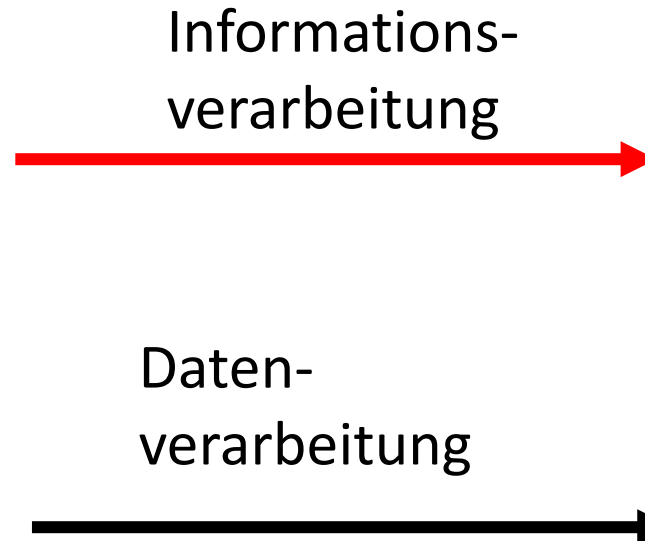 Informations-
verarbeitung
Daten-
verarbeitung